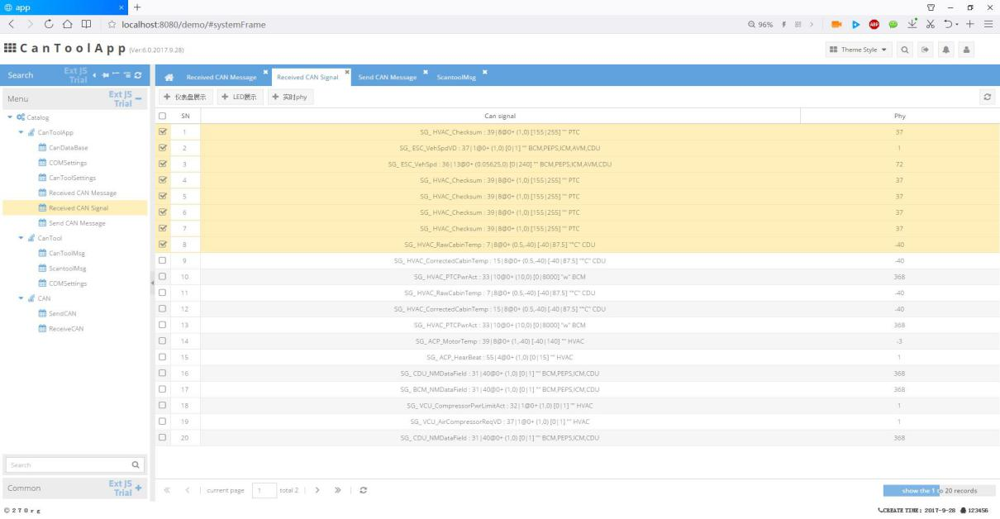 app
localhost:8080/demo/#systemFrame
96%
ABP
CanToolApp (Ver:6.0.2017.9.28)
Theme Style
Search
Ext JS Trial
Received CAN Message
Received CAN Signal
Send CAN Message
ScantoolMsg
Menu
Ext JS Trial
Catalog
CanToolApp
CanDataBase
COMSettings
CanToolSettings
Received CAN Message
Received CAN Signal
Send CAN Message
CanTool
CanToolMsg
ScantoolMsg
COMSettings
CAN
SendCAN
ReceiveCAN
Search
Common
Ext JS Trial
仪表盘展示
LED展示
实时phy
SN Can signal Phy
1 SG_ HVAC_Checksum : 39|8@0+ (1,0) [155|255] "" PTC 37
2 SG_ ESC_VehSpdVD : 37|1@0+ (1,0) [0|1] "" BCM,PEPS,ICM,AVM,CDU 1
3 SG_ ESC_VehSpd : 36|13@0+ (0.05625,0) [0|240] "" BCM,PEPS,ICM,AVM,CDU 72
4 SG_ HVAC_Checksum : 39|8@0+ (1,0) [155|255] "" PTC 37
5 SG_ HVAC_Checksum : 39|8@0+ (1,0) [155|255] "" PTC 37
6 SG_ HVAC_Checksum : 39|8@0+ (1,0) [155|255] "" PTC 37
7 SG_ HVAC_Checksum : 39|8@0+ (1,0) [155|255] "" PTC 37
8 SG_ HVAC_RawCabinTemp : 7|8@0+ (0.5,-40) [-40|87.5] "°C" CDU -40
9 SG_ HVAC_CorrectedCabinTemp : 15|8@0+ (0.5,-40) [-40|87.5] "°C" CDU -40
10 SG_ HVAC_PTCPwrAct : 33|10@0+ (10,0) [0|8000] "w" BCM 368
11 SG_ HVAC_RawCabinTemp : 7|8@0+ (0.5,-40) [-40|87.5] "°C" CDU -40
12 SG_ HVAC_CorrectedCabinTemp : 15|8@0+ (0.5,-40) [-40|87.5] "°C" CDU -40
13 SG_ HVAC_PTCPwrAct : 33|10@0+ (10,0) [0|8000] "w" BCM 368
14 SG_ ACP_MotorTemp : 39|8@0+ (1,-40) [-40|140] "" HVAC -3
15 SG_ ACP_HearBeat : 55|4@0+ (1,0) [0|15] "" HVAC 1
16 SG_ CDU_NMDataField : 31|40@0+ (1,0) [0|1] "" BCM,PEPS,ICM,CDU 368
17 SG_ BCM_NMDataField : 31|40@0+ (1,0) [0|1] "" BCM,PEPS,ICM,CDU 368
18 SG_ VCU_CompressorPwrLimitAct : 32|1@0+ (1,0) [0|1] "" HVAC 1
19 SG_ VCU_AirCompressorReqVD : 37|1@0+ (1,0) [0|1] "" HVAC 1
20 SG_ CDU_NMDataField : 31|40@0+ (1,0) [0|1] "" BCM,PEPS,ICM,CDU 368
current page 1 total 2
show the 1 to 20 records
© 2 7 0 r g
CREATE TIME: 2017-9-28 123456